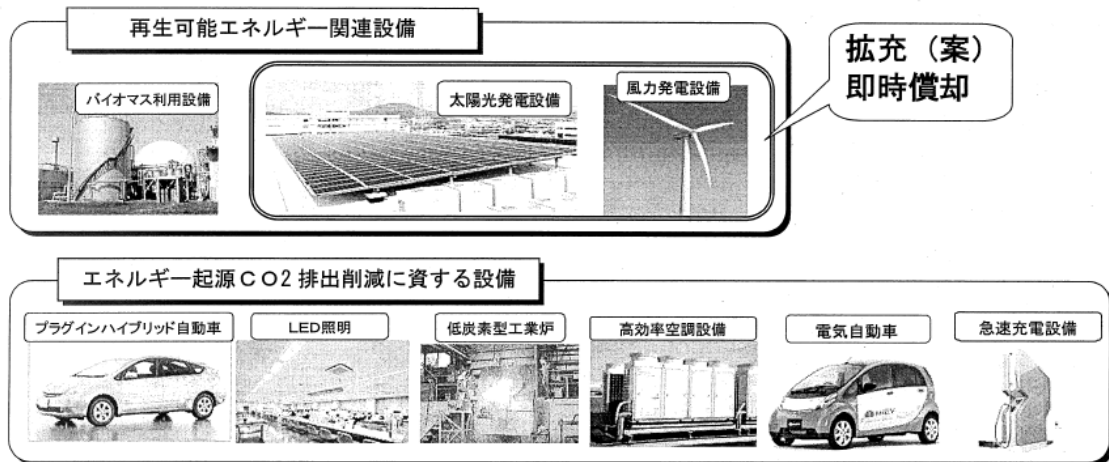 再生可能エネルギー関連設備
拡充（案）
即時償却
バイオマス利用設備
太陽光発電設備
風力発電設備
エネルギー起源ＣＯ2 排出削減に資する設備
プラグインハイブリッド自動車
LED照明
低炭素型工業炉
高効率空調設備
電気自動車
急速充電設備